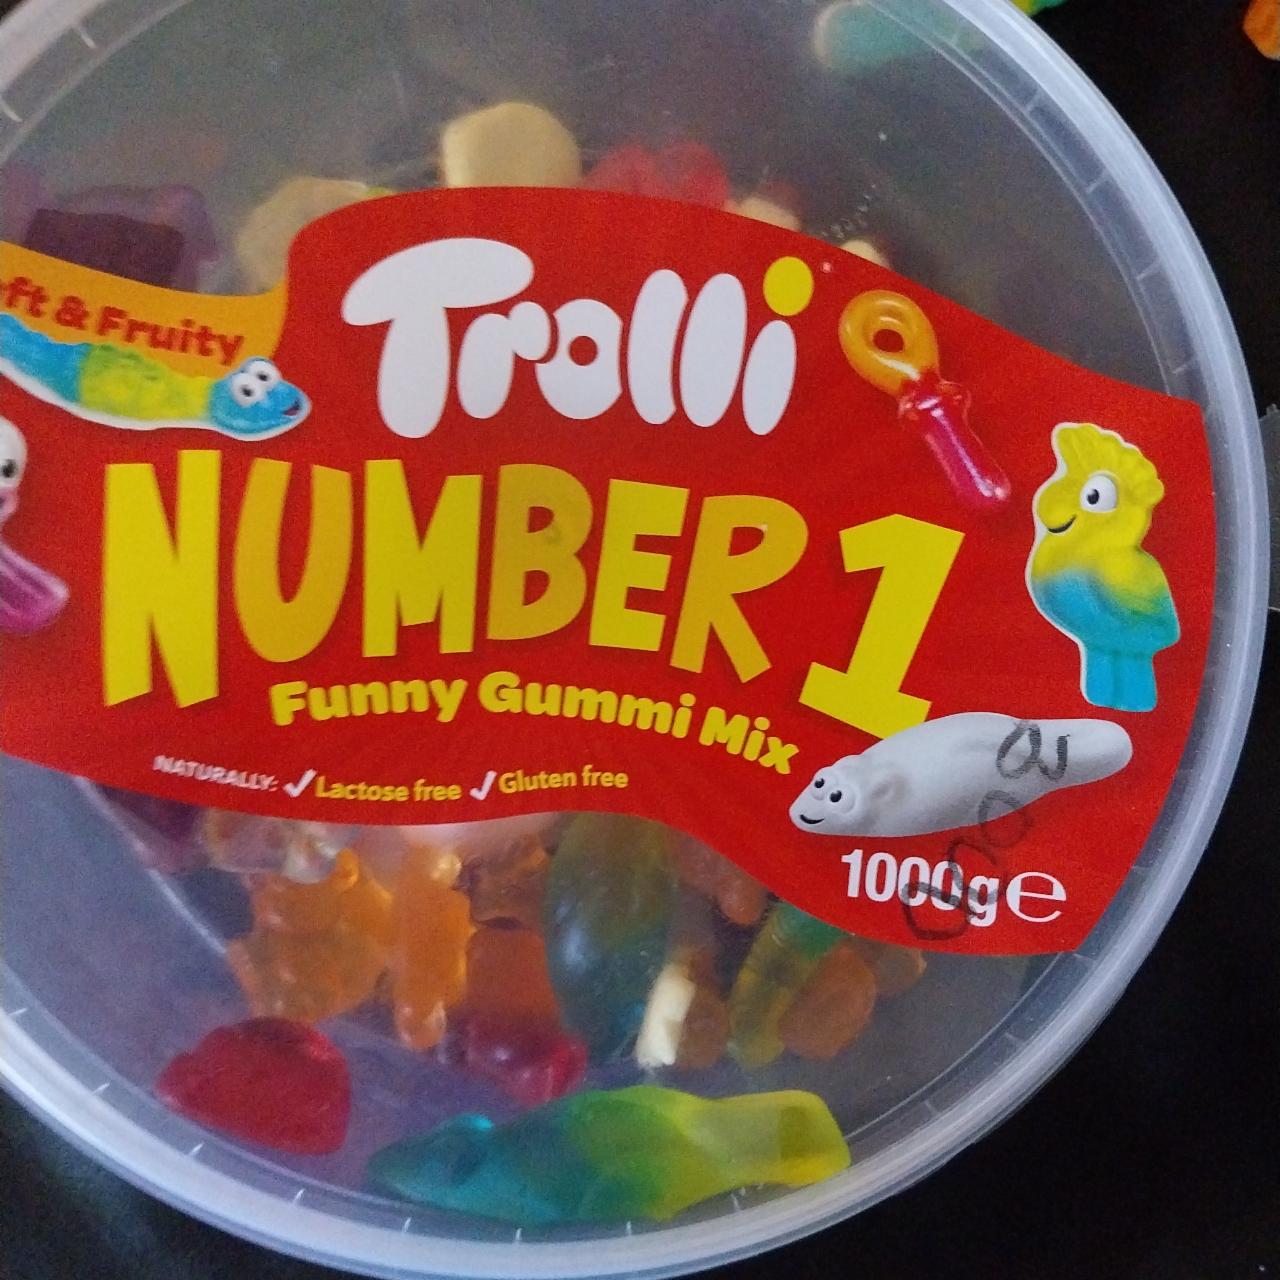 ft & Fruity
Trolli
NUMBER 1
Funny Gummi Mix
NATURALLY: ✓ Lactose free ✓ Gluten free
1000g e